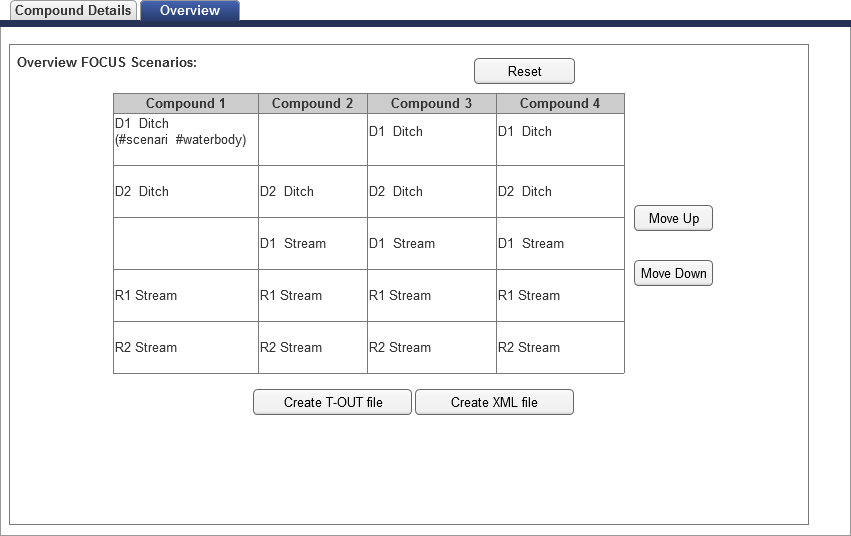 Compound Details Overview
Overview FOCUS Scenarios:
Reset
Compound 1 Compound 2 Compound 3 Compound 4
D1 Ditch
(#scenari #waterbody)
D1 Ditch D1 Ditch
D2 Ditch D2 Ditch D2 Ditch D2 Ditch
Move Up
D1 Stream D1 Stream D1 Stream
Move Down
R1 Stream R1 Stream R1 Stream R1 Stream
R2 Stream R2 Stream R2 Stream R2 Stream
Create T-OUT file Create XML file